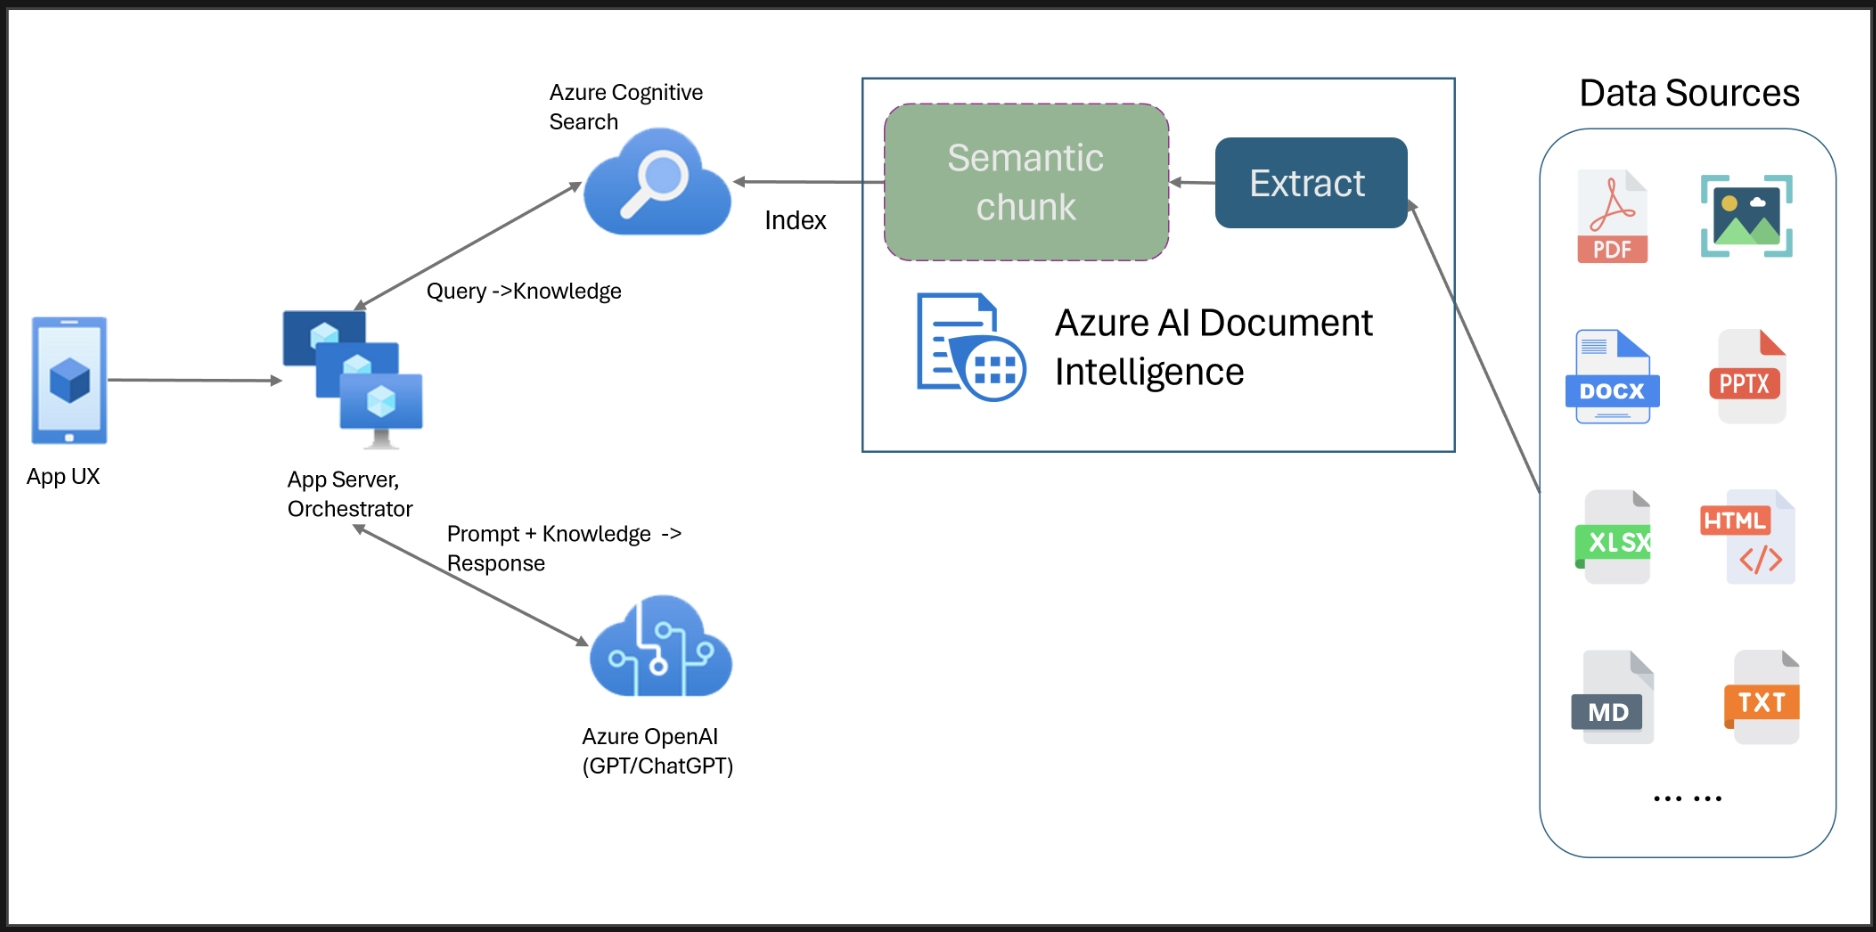 Azure Cognitive
Search
Index
Query ->Knowledge
App UX
App Server,
Orchestrator
Prompt + Knowledge  ->
Response
Azure OpenAI
(GPT/ChatGPT)
Semantic
chunk
Extract
Azure AI Document
Intelligence
Data Sources
PDF
DOCX
PPTX
XLSX
HTML
</>
MD
TXT
... ...